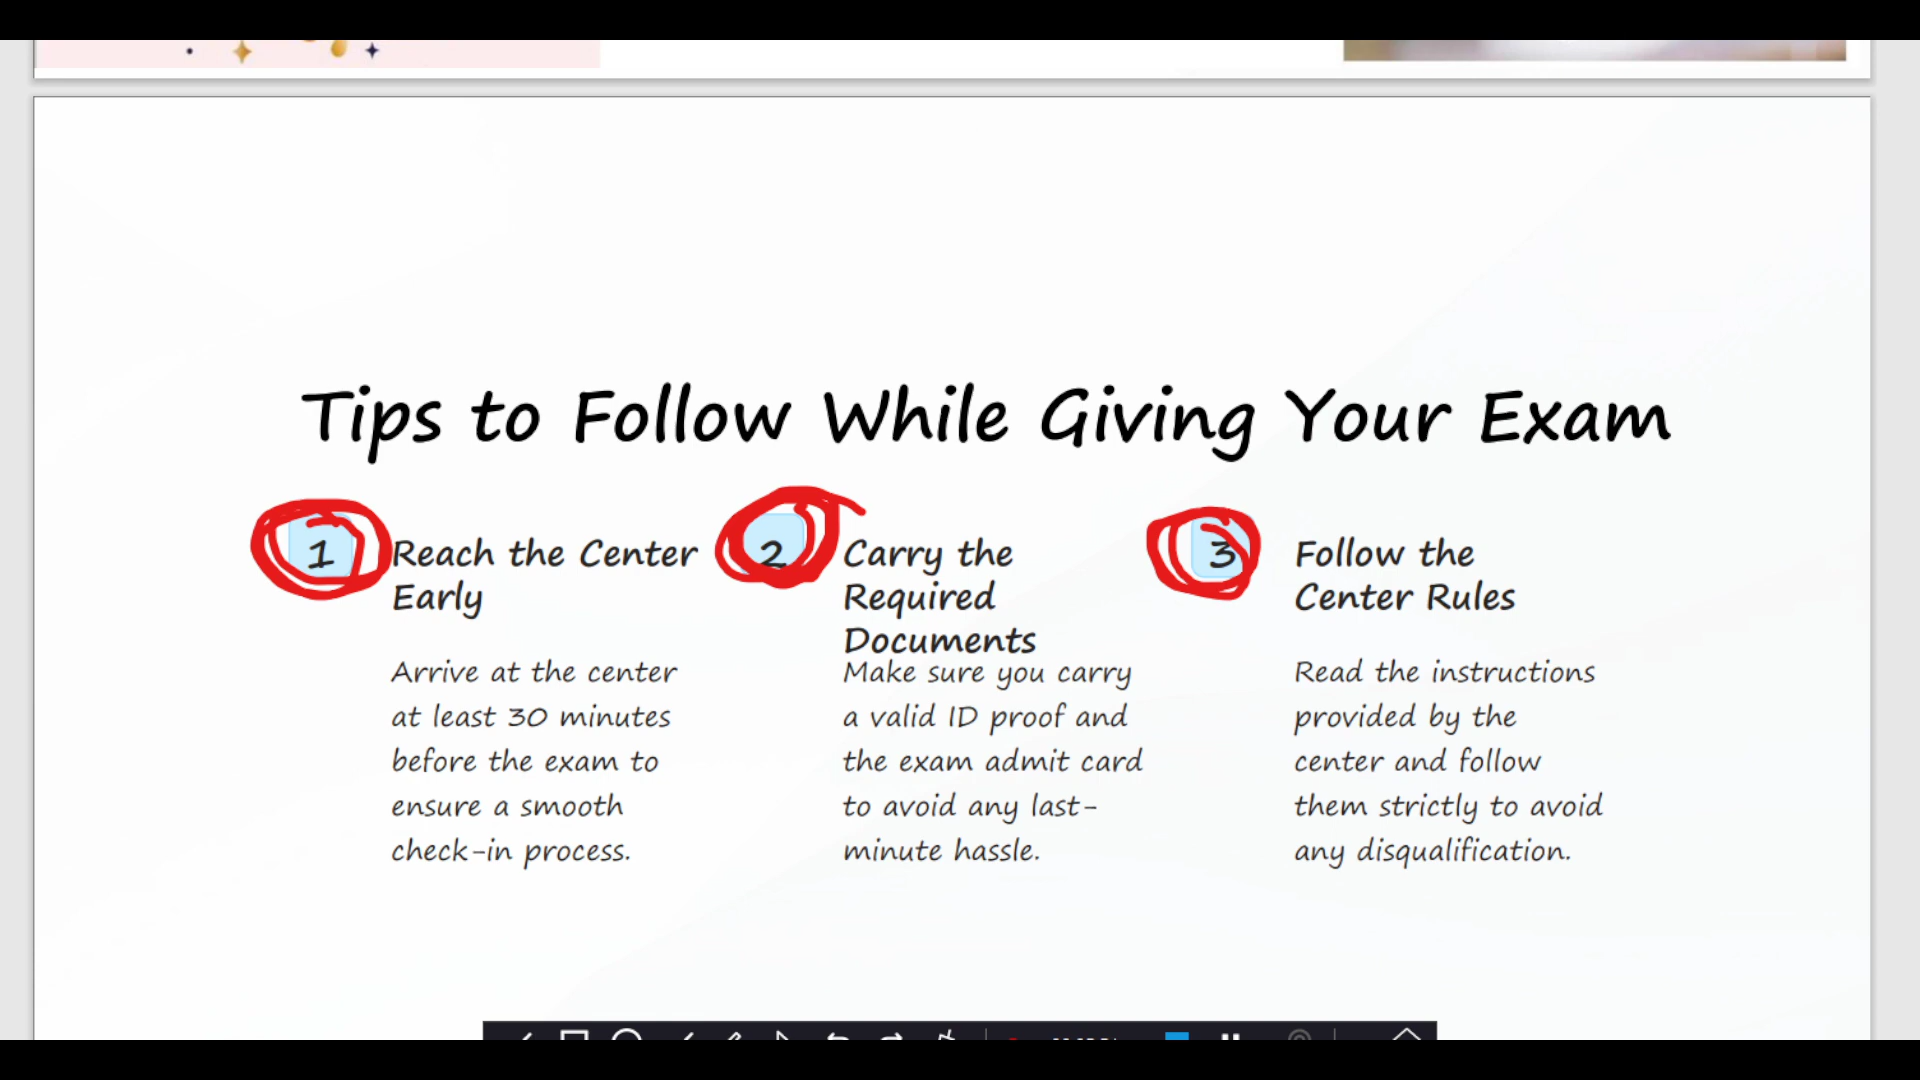 Tips to Follow While Giving Your Exam
1
Reach the Center
Early
Arrive at the center
at least 30 minutes
before the exam to
ensure a smooth
check-in process.
2
Carry the
Required
Documents
Make sure you carry
a valid ID proof and
the exam admit card
to avoid any last-
minute hassle.
3
Follow the
Center Rules
Read the instructions
provided by the
center and follow
them strictly to avoid
any disqualification.